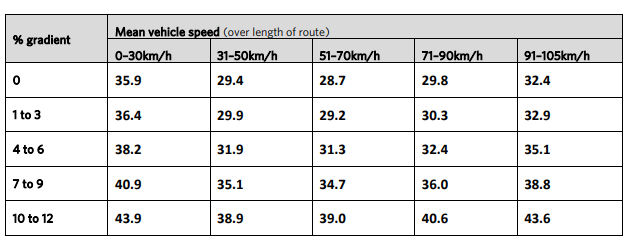 % gradient
Mean vehicle speed (over length of route)
0-30km/h 31-50km/h 51-70km/h 71-90km/h 91-105km/h
0 35.9 29.4 28.7 29.8 32.4
1 to 3 36.4 29.9 29.2 30.3 32.9
4 to 6 38.2 31.9 31.3 32.4 35.1
7 to 9 40.9 35.1 34.7 36.0 38.8
10 to 12 43.9 38.9 39.0 40.6 43.6